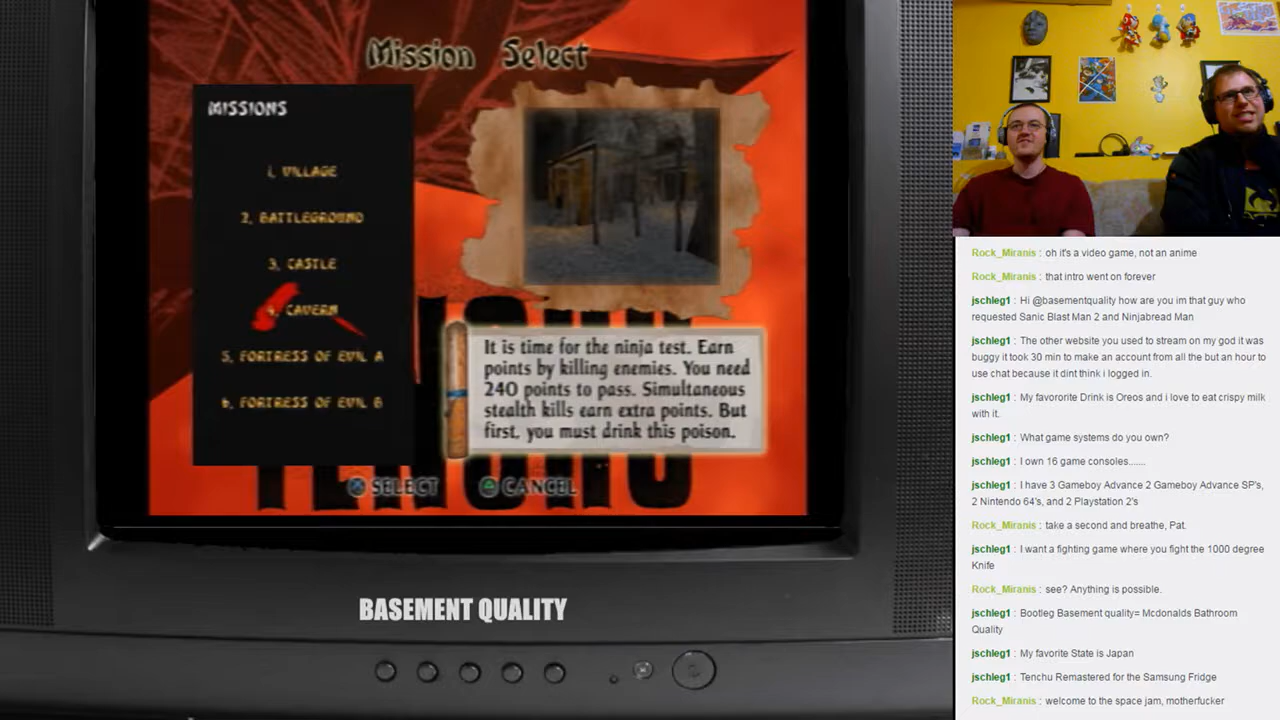 Mission Select
MISSIONS
1. VILLAGE
2. BATTLEGROUND
3. CASTLE
4. CAVERN
5. FORTRESS OF EVIL A
6. FORTRESS OF EVIL B
It is time for the ninja test. Earn
points by killing enemies. You need
240 points to pass. Simultaneous
stealth kills earn extra points. But
first, you must drink this poison.
SELECT
CANCEL
BASEMENT QUALITY
Rock_Miranis : oh it's a video game, not an anime
Rock_Miranis : that intro went on forever
jschleg1 : Hi @basementquality how are you im that guy who
requested Sanic Blast Man 2 and Ninjabread Man
jschleg1 : The other website you used to stream on my god it was
buggy it took 30 min to make an account from all the but an hour to
use chat because it dint think i logged in.
jschleg1 : My favororite Drink is Oreos and i love to eat crispy milk
with it.
jschleg1 : What game systems do you own?
jschleg1 : I own 16 game consoles......
jschleg1 : I have 3 Gameboy Advance 2 Gameboy Advance SP's,
2 Nintendo 64's, and 2 Playstation 2's
Rock_Miranis : take a second and breathe, Pat.
jschleg1 : I want a fighting game where you fight the 1000 degree
Knife
Rock_Miranis : see? Anything is possible.
jschleg1 : Bootleg Basement quality= Mcdonalds Bathroom
Quality
jschleg1 : My favorite State is Japan
jschleg1 : Tenchu Remastered for the Samsung Fridge
Rock_Miranis : welcome to the space jam, motherfucker